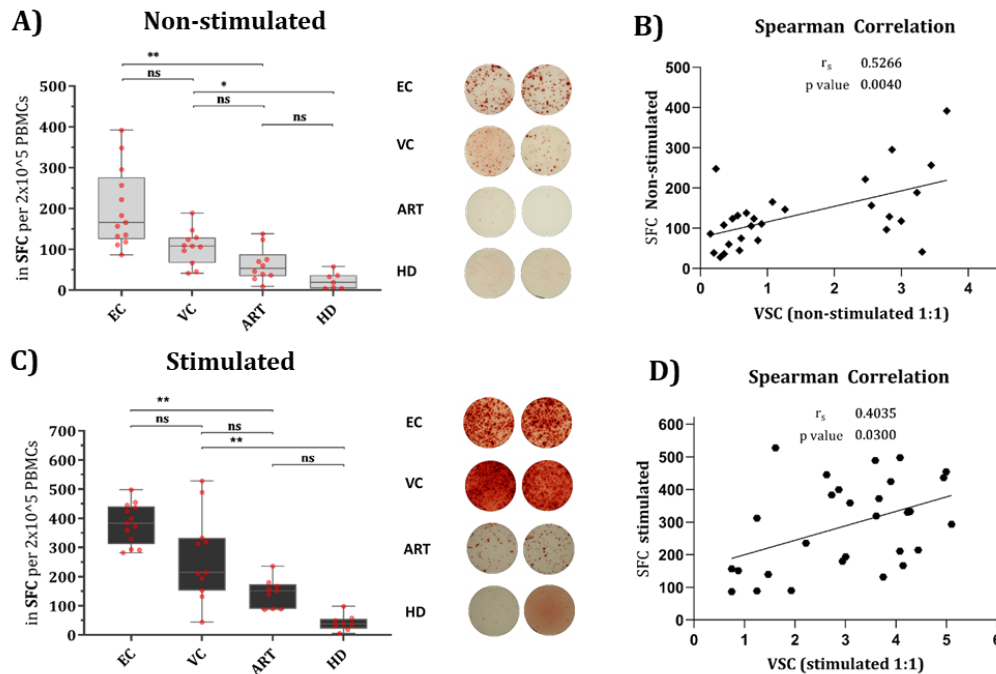 A)
Non-stimulated
**
ns
*
ns
ns
in SFC per 2x10^5 PBMCs
500
400
300
200
100
0
EC
VC
ART
HD
EC
VC
ART
HD
B)
Spearman Correlation
rs 0.5266
p value 0.0040
SFC Non-stimulated
500
400
300
200
100
0
0 1 2 3 4
VSC (non-stimulated 1:1)
C)
Stimulated
**
ns
ns
**
ns
in SFC per 2x10^5 PBMCs
700
600
500
400
300
200
100
0
EC
VC
ART
HD
EC
VC
ART
HD
D)
Spearman Correlation
rs 0.4035
p value 0.0300
SFC stimulated
600
500
400
300
200
100
0
0 1 2 3 4 5 6
VSC (stimulated 1:1)